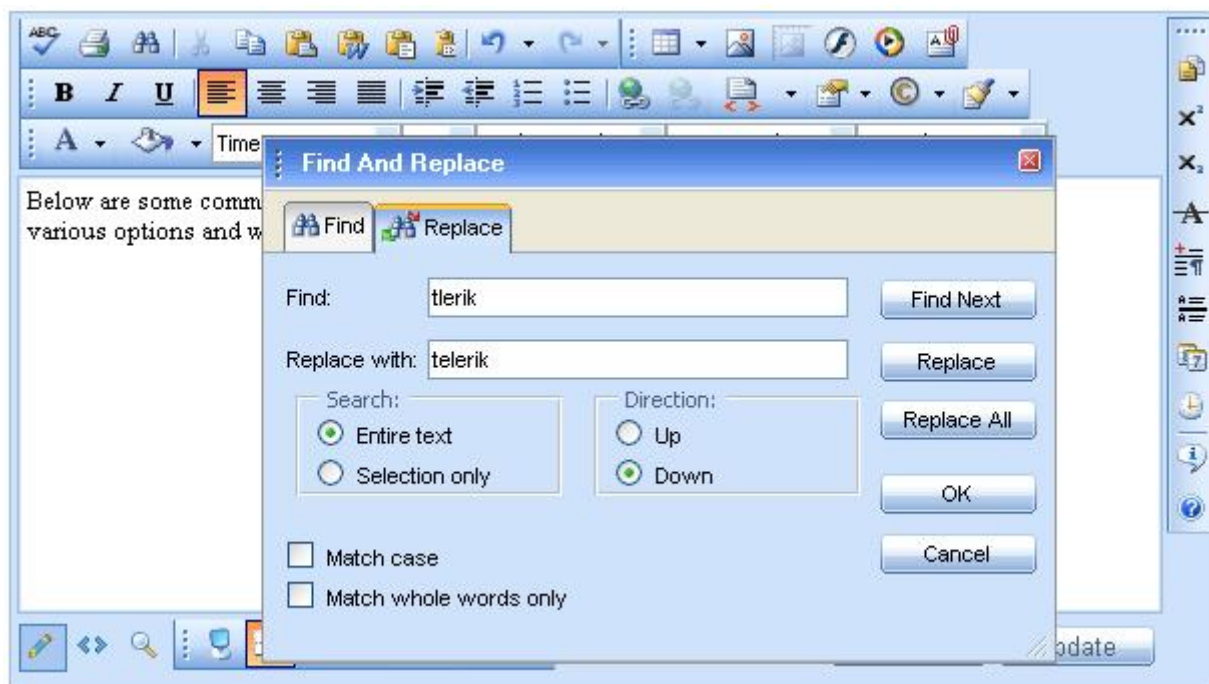 ABC
B I U
A Time
Find And Replace
Below are some comm
various options and w
Find Replace
Find: tlerik Find Next
Replace with: telerik Replace
Search: Direction:
Replace All
Entire text Up
Selection only Down
OK
Match case Cancel
Match whole words only
pdate